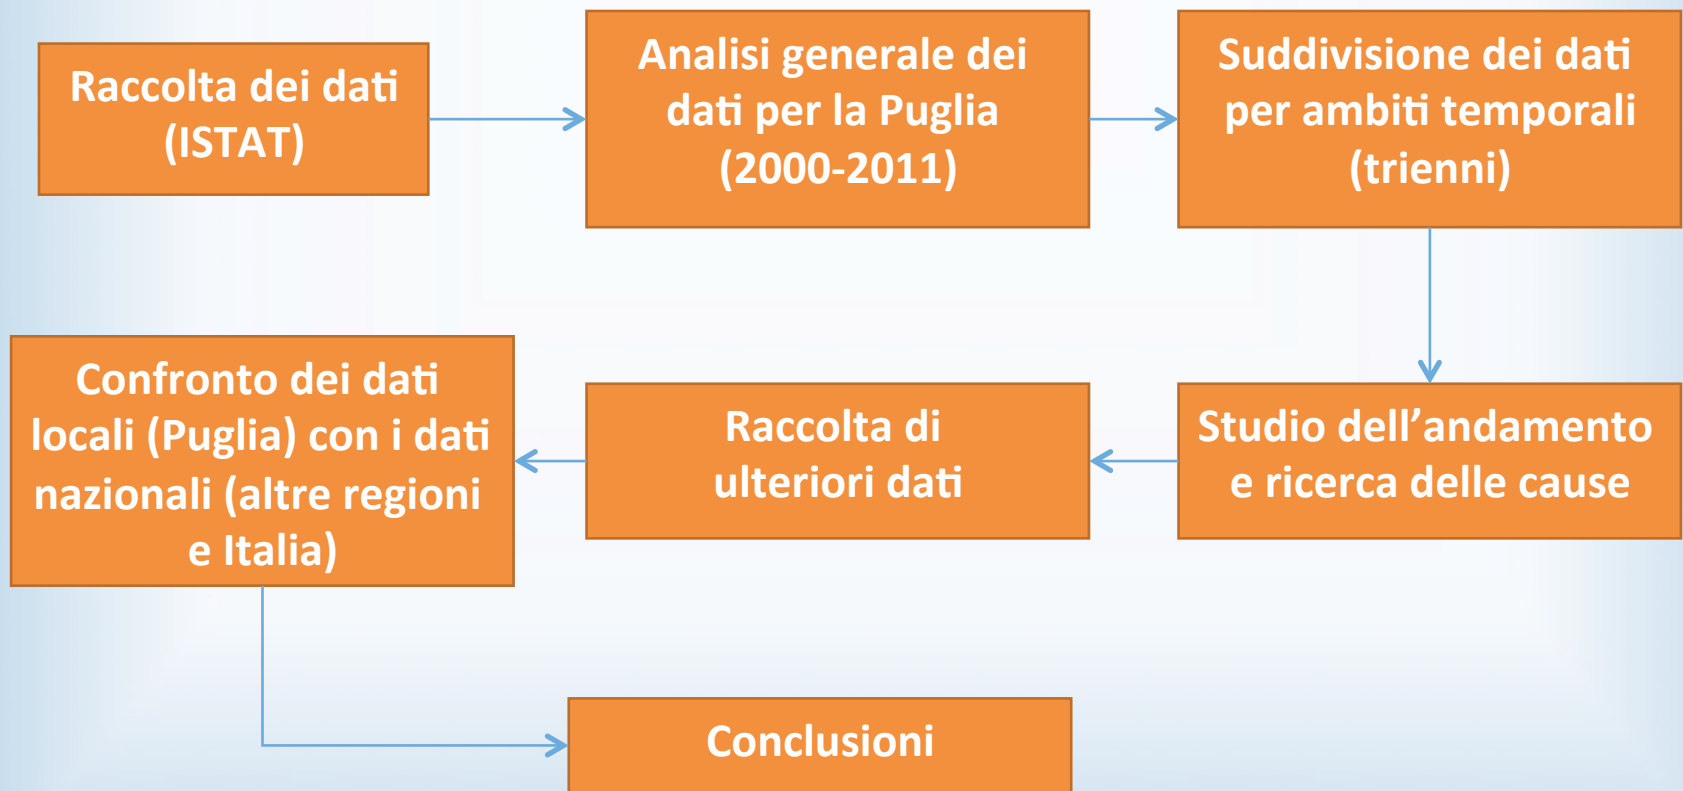 Raccolta dei dati
(ISTAT)
Analisi generale dei
dati per la Puglia
(2000-2011)
Suddivisione dei dati
per ambiti temporali
(trienni)
Studio dell’andamento
e ricerca delle cause
Raccolta di
ulteriori dati
Confronto dei dati
locali (Puglia) con i dati
nazionali (altre regioni
e Italia)
Conclusioni